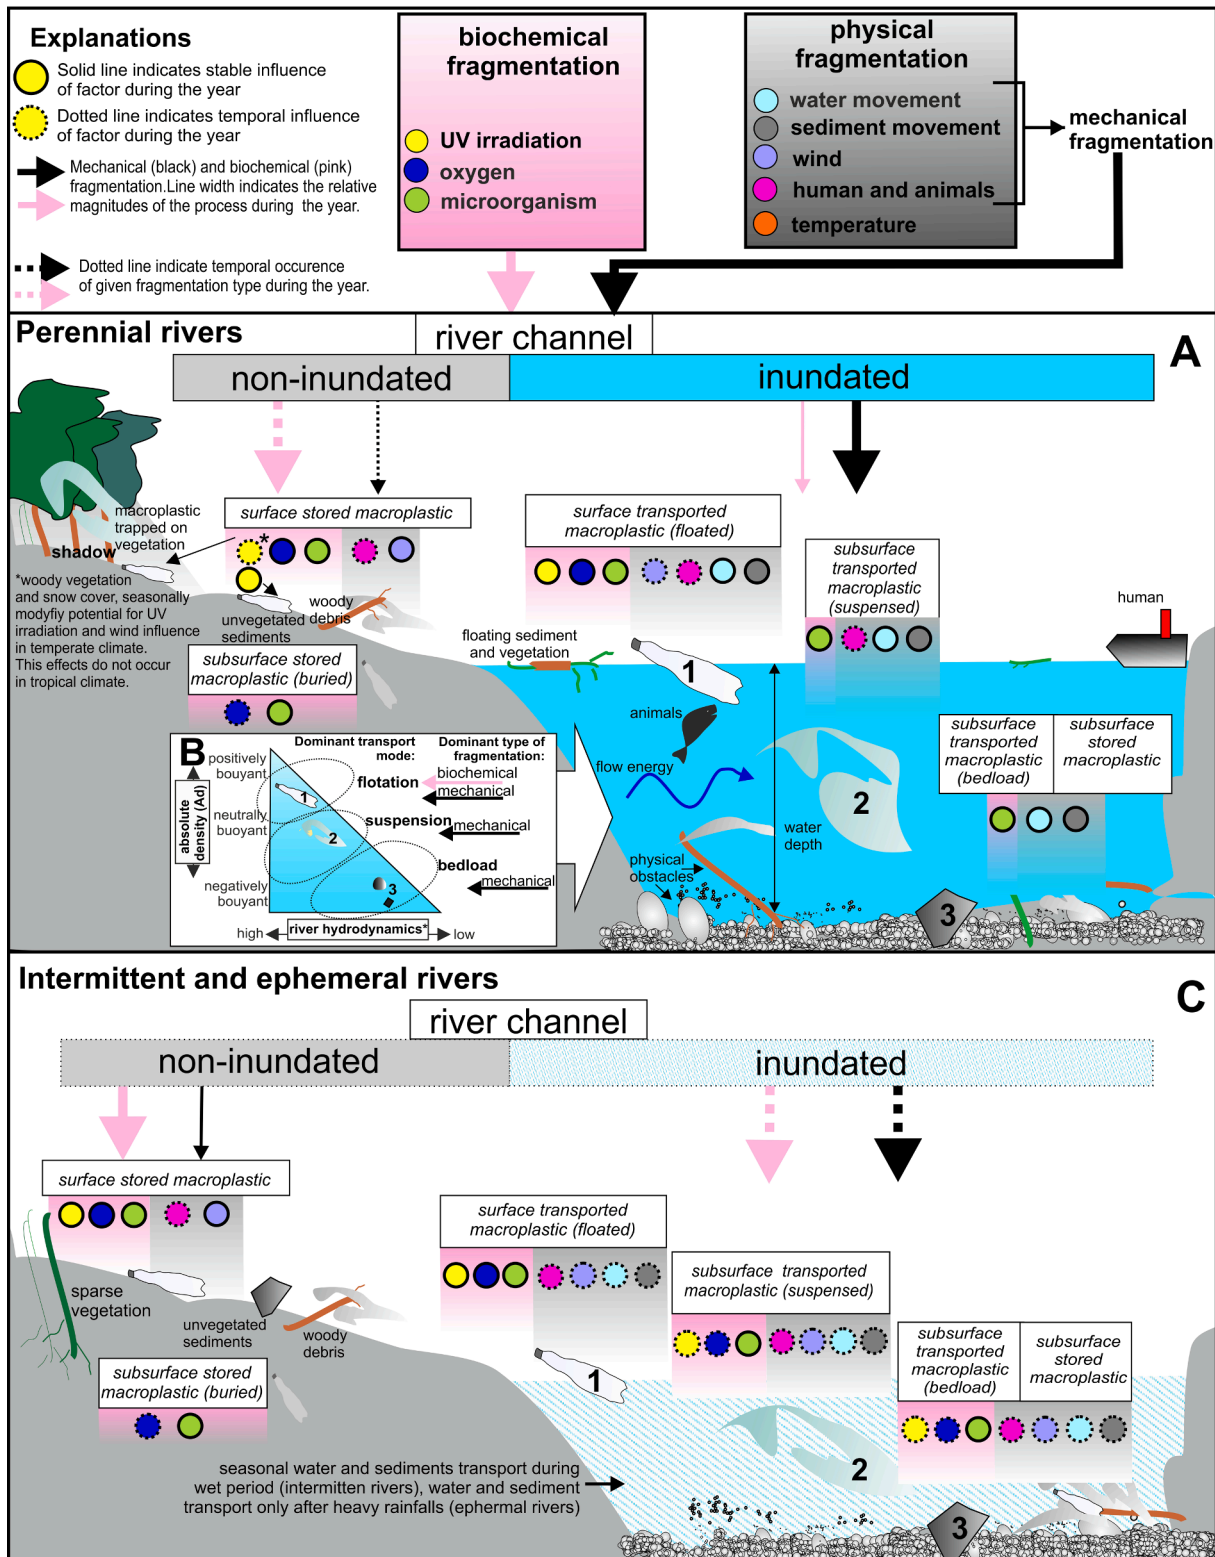 Explanations
Solid line indicates stable influence
of factor during the year
Dotted line indicates temporal influence
of factor during the year
Mechanical (black) and biochemical (pink)
fragmentation.Line width indicates the relative
magnitudes of the process during the year.
Dotted line indicate temporal occurence
of given fragmentation type during the year.
biochemical
fragmentation
UV irradiation
oxygen
microorganism
physical
fragmentation
water movement
sediment movement
wind
human and animals
temperature
mechanical
fragmentation
Perennial rivers
A
river channel
non-inundated
inundated
surface stored macroplastic
macroplastic
trapped on
vegetation
shadow
*
*woody vegetation
and snow cover, seasonally
modyfiy potential for UV
irradiation and wind influence
in temperate climate.
This effects do not occur
in tropical climate.
unvegetated
sediments
woody
debris
subsurface stored
macroplastic (buried)
surface transported
macroplastic (floated)
subsurface
transported
macroplastic
(suspensed)
human
floating sediment
and vegetation
1
animals
flow energy
2
water
depth
physical
obstacles
3
subsurface
transported
macroplastic
(bedload)
subsurface
stored
macroplastic
B
Dominant transport
mode:
Dominant type of
fragmentation:
positively
bouyant
absolute
density (Ad)
neutrally
buoyant
negatively
bouyant
1
2
3
flotation
biochemical
mechanical
suspension
mechanical
bedload
mechanical
high
river hydrodynamics*
low
Intermittent and ephemeral rivers
C
river channel
non-inundated
inundated
surface stored macroplastic
sparse
vegetation
unvegetated
sediments
woody
debris
subsurface stored
macroplastic (buried)
surface transported
macroplastic (floated)
subsurface transported
macroplastic (suspensed)
subsurface
transported
macroplastic
(bedload)
subsurface
stored
macroplastic
1
2
3
seasonal water and sediments transport during
wet period (intermitten rivers), water and sediment
transport only after heavy rainfalls (ephermal rivers)